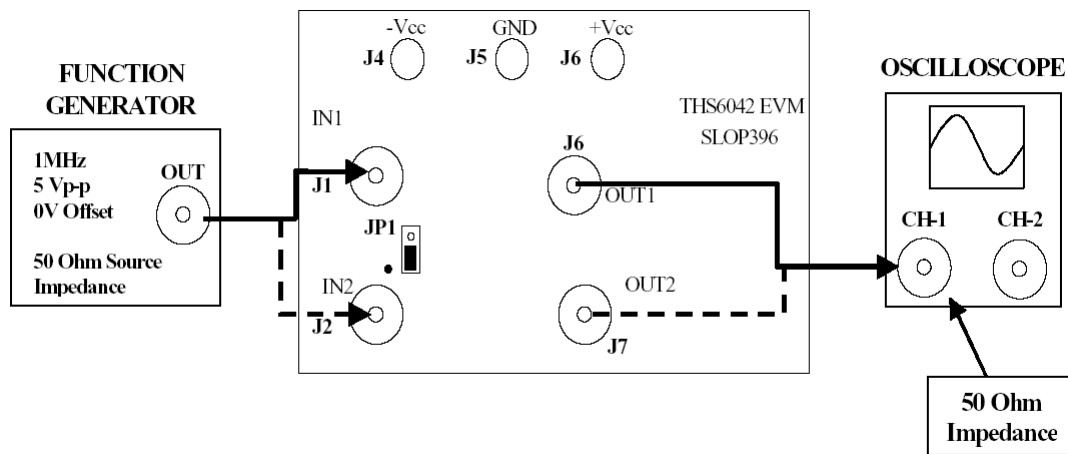 FUNCTION
GENERATOR
1MHz
5 Vp-p
0V Offset
50 Ohm Source
Impedance
OUT
-Vcc
J4
GND
J5
+Vcc
J6
IN1
J1
JP1
IN2
J2
THS6042 EVM
SLOP396
J6
OUT1
OUT2
J7
OSCILLOSCOPE
CH-1
CH-2
50 Ohm
Impedance